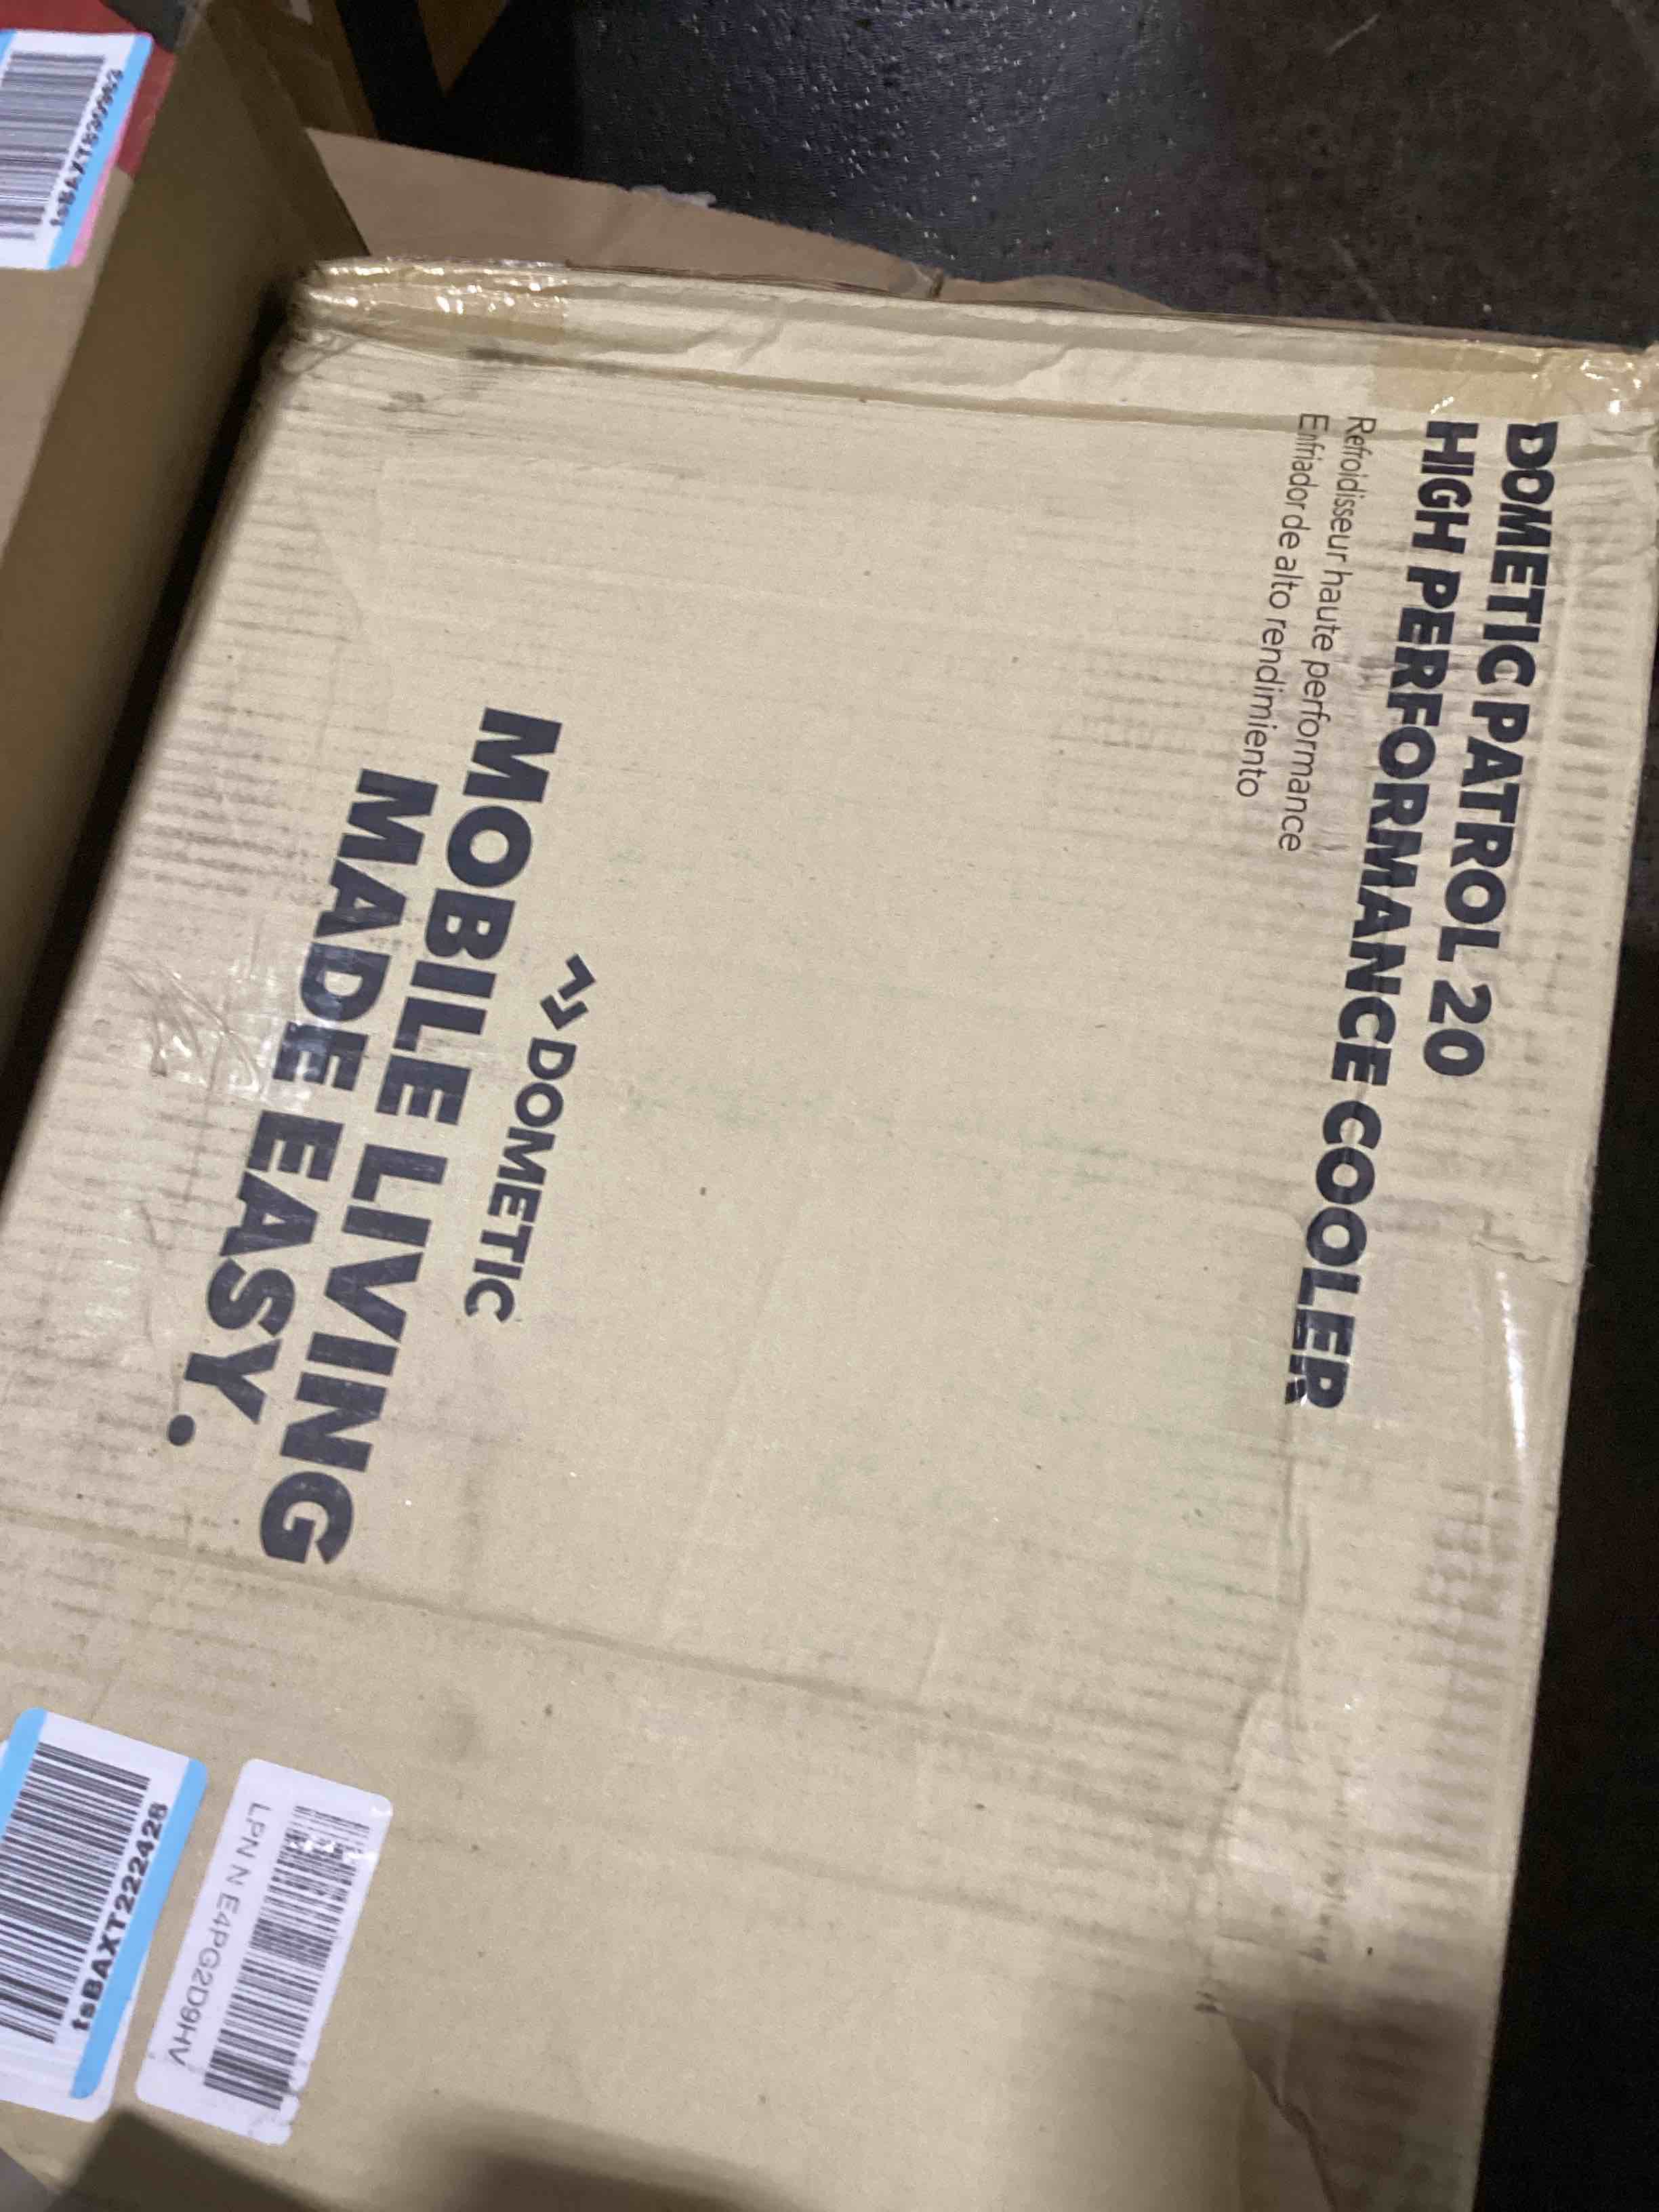 DOMETIC PATROL 20
HIGH PERFORMANCE COOLER
Refroidisseur haute performance
Enfriador de alto rendimiento
DOMETIC
MOBILE LIVING
MADE EASY.
LPN N E4PG2D9HV
tsBAXT222428